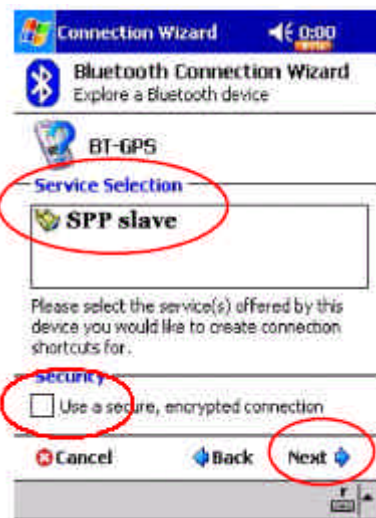 Connection Wizard 0:00
Bluetooth Connection Wizard
Explore a Bluetooth device
BT-GPS
Service Selection
SPP slave
Please select the service(s) offered by this
device you would like to create connection
shortcuts for.
Security
Use a secure, encrypted connection
Cancel Back Next